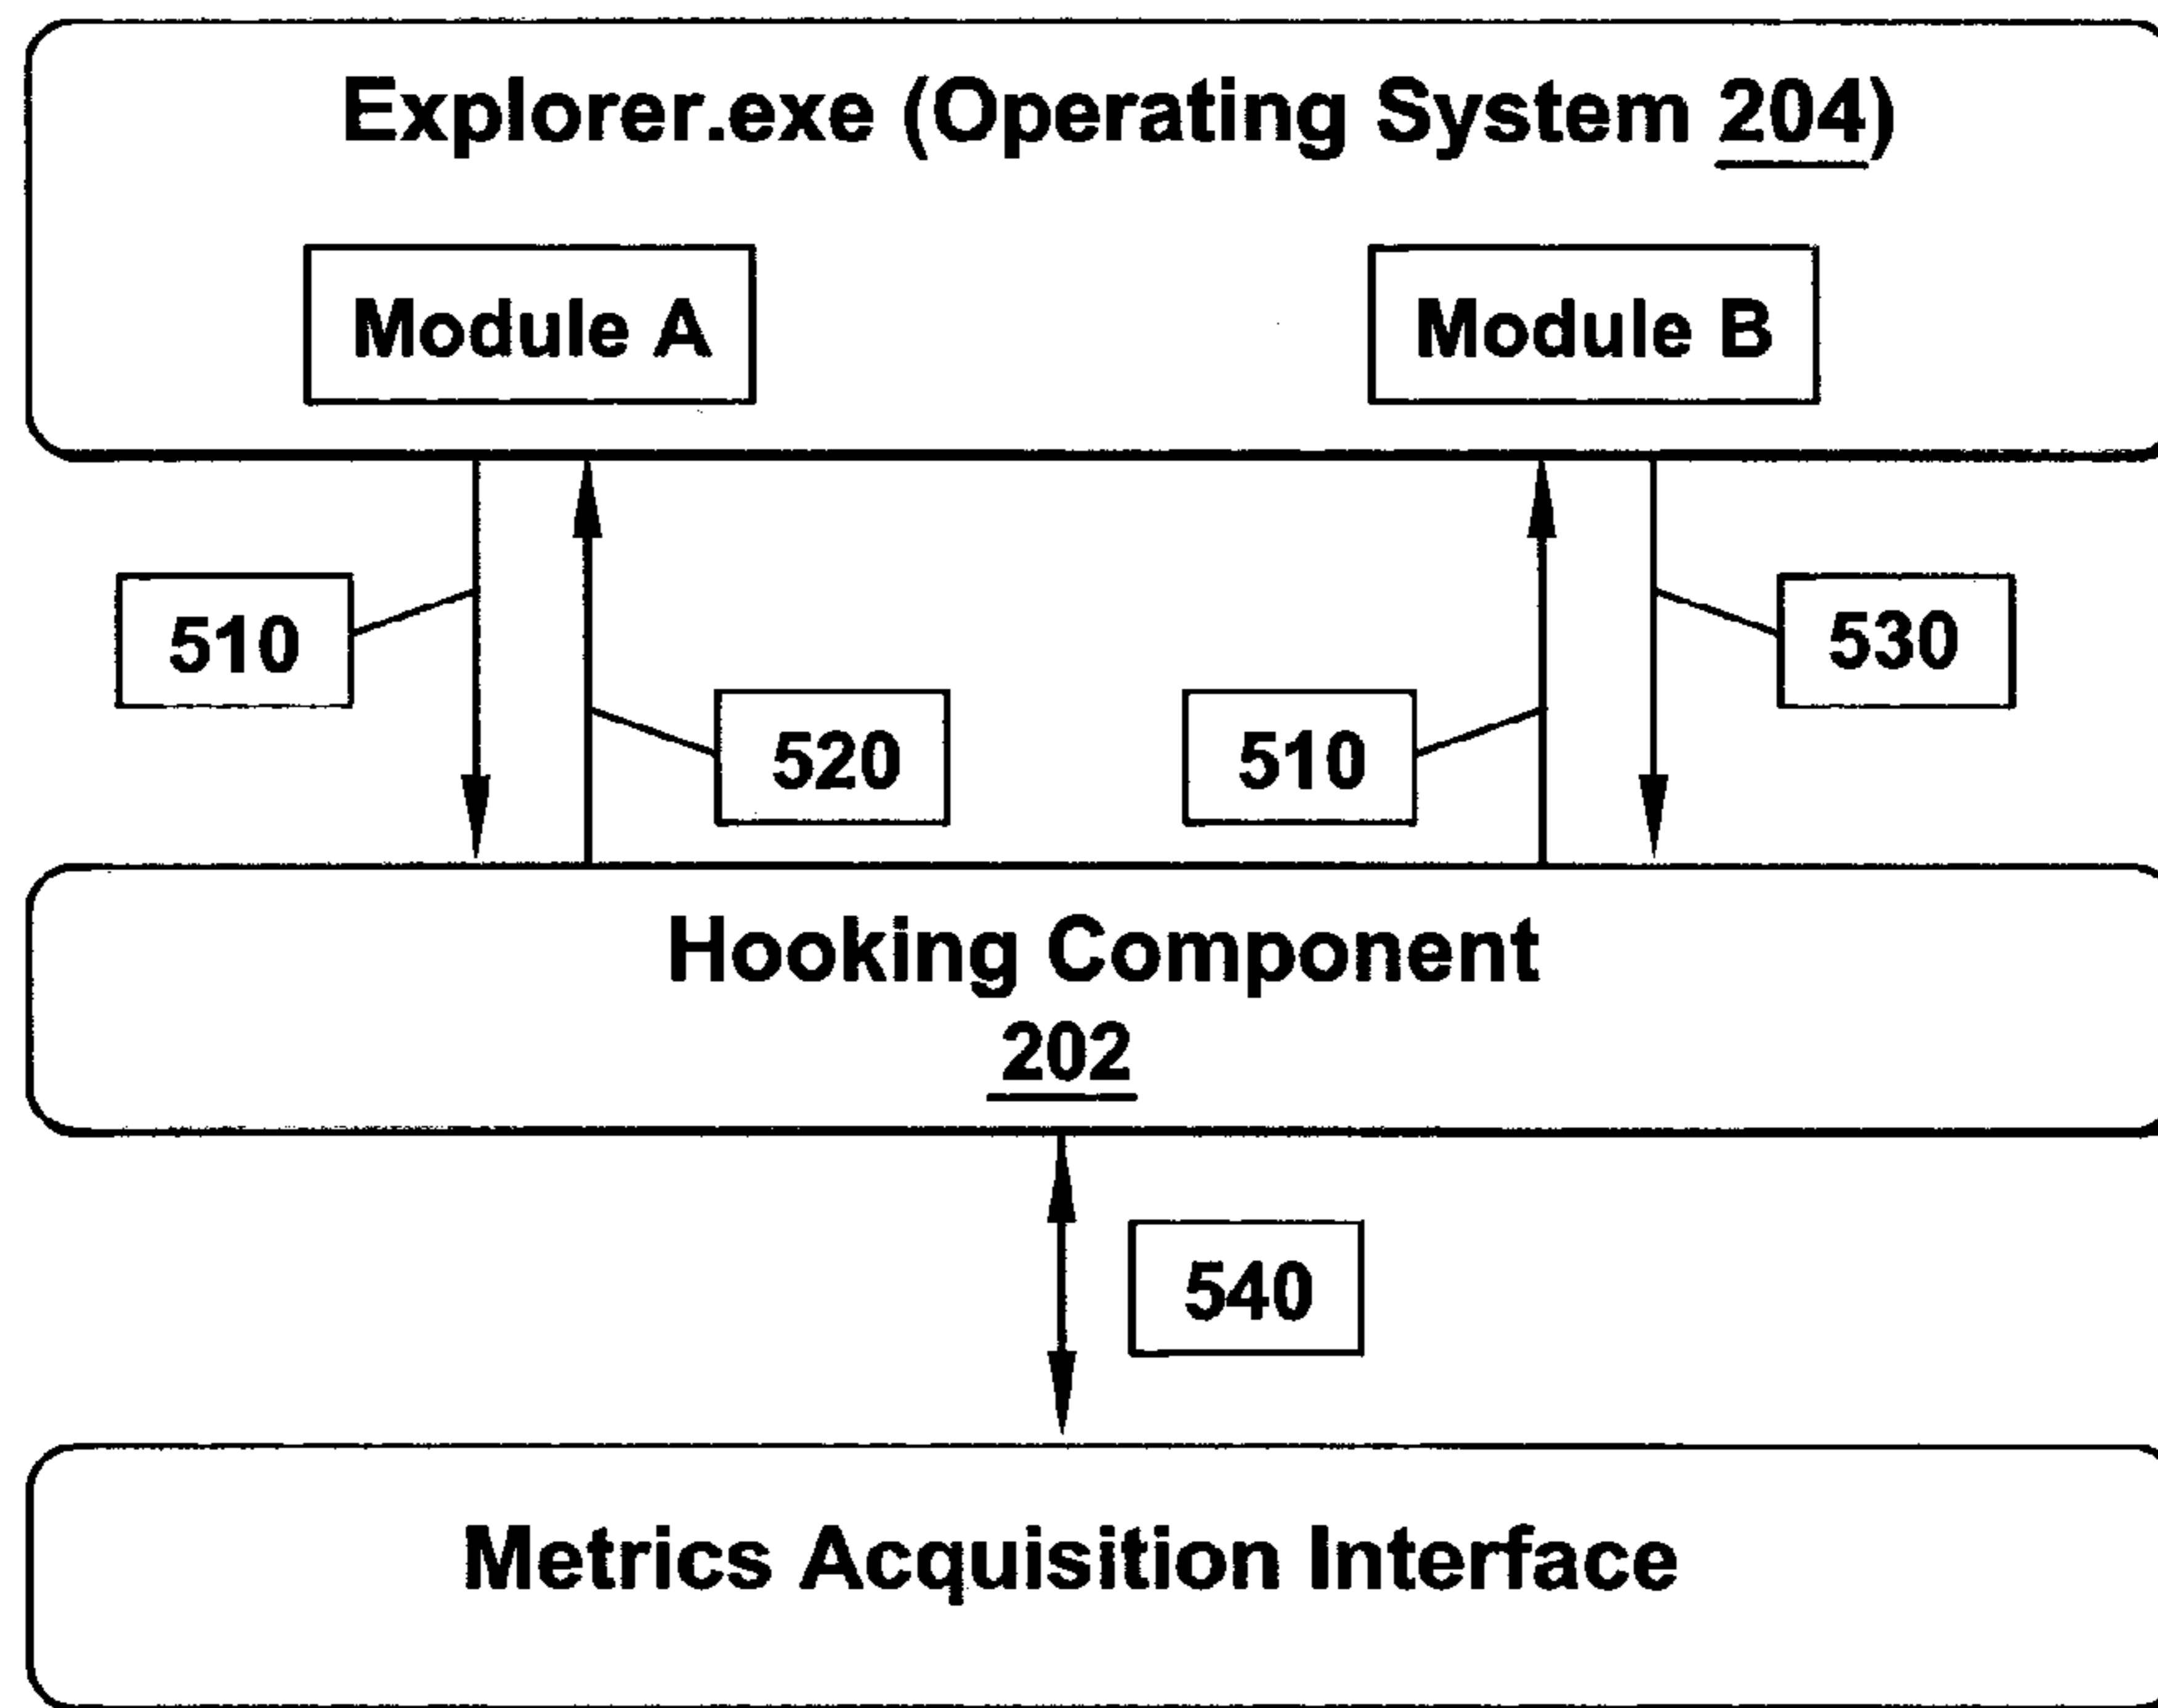 Explorer.exe (Operating System 204)
Module A
Module B
510
530
520
510
Hooking Component
202
540
Metrics Acquisition Interface